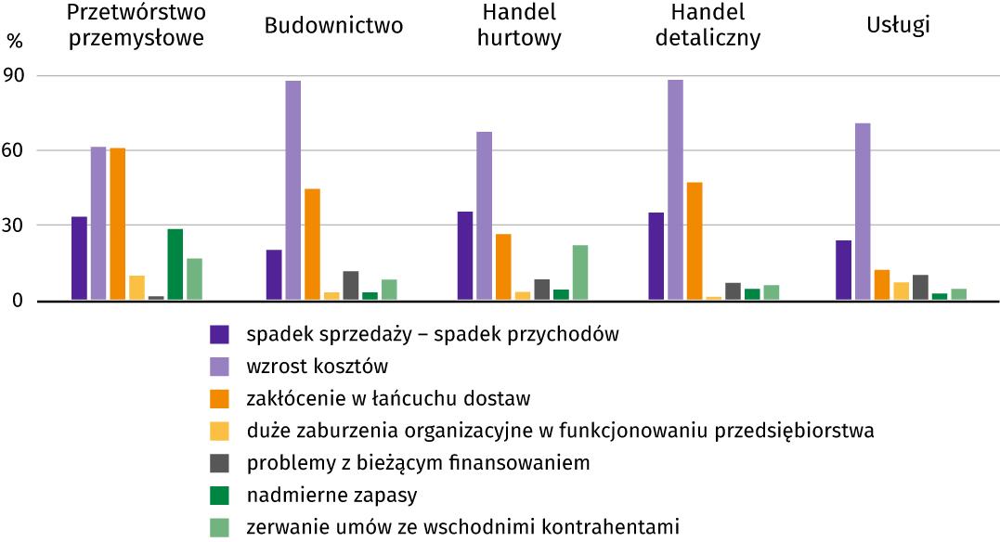 Przetwórstwo
przemysłowe
Budownictwo
Handel
hurtowy
Handel
detaliczny
Usługi
%
90
60
30
0
spadek sprzedaży – spadek przychodów
wzrost kosztów
zakłócenie w łańcuchu dostaw
duże zaburzenia organizacyjne w funkcjonowaniu przedsiębiorstwa
problemy z bieżącym finansowaniem
nadmierne zapasy
zerwanie umów ze wschodnimi kontrahentami